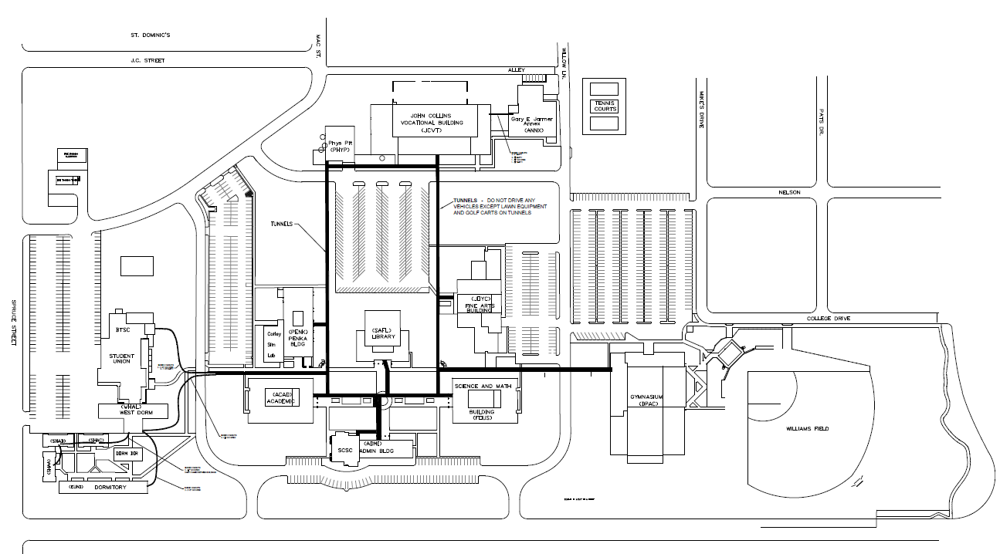 ST. DOMINIC'S
J.C. STREET
MAC ST.
ALLEY
WILLOW LN.
TENNIS
COURTS
MIKE'S DRIVE
PATS DR.
JOHN COLLINS
VOCATIONAL BUILDING
(JCVT)
Gary E Jarmer
Annex
(ANNX)
Phys Plt
(PHYP)
NELSON
TUNNELS - DO NOT DRIVE ANY
VEHICLES EXCEPT LAWN EQUIPMENT
AND GOLF CARTS ON TUNNELS
TUNNELS
SPRUCE STREET
(JOYC)
FINE ARTS
BUILDING
COLLEGE DRIVE
BTSC
STUDENT
UNION
Corley
Sim
Lab
(PENK)
PENKA
BLDG
(SAFL)
LIBRARY
(WHAL)
WEST DORM
(ACAD)
ACADEMIC
SCIENCE AND MATH
BUILDING
(FOUS)
GYMNASIUM
(DPAC)
WILLIAMS FIELD
(SHAC)
DORM DDR
SCSC
(ADMI)
ADMIN BLDG
DORMITORY